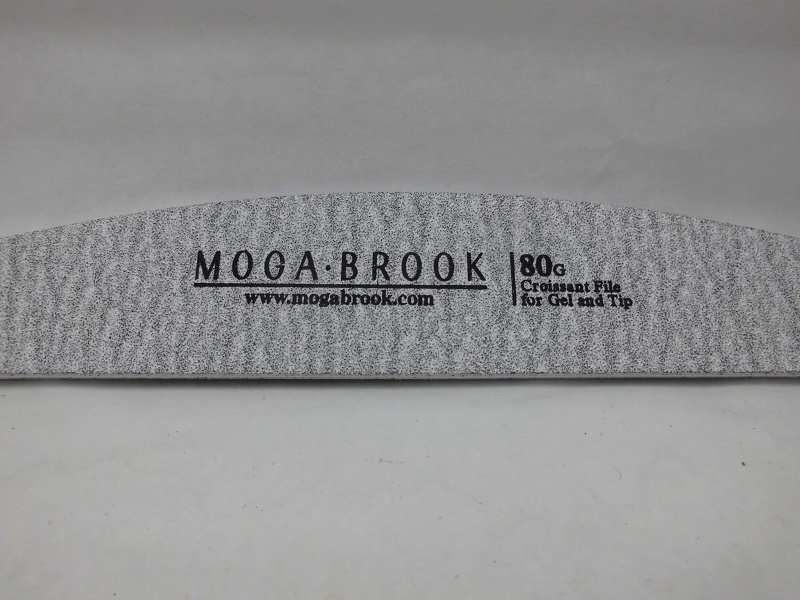 MOGA·BROOK
www.mogabrook.com
80G
Croissant File
for Gel and Tip